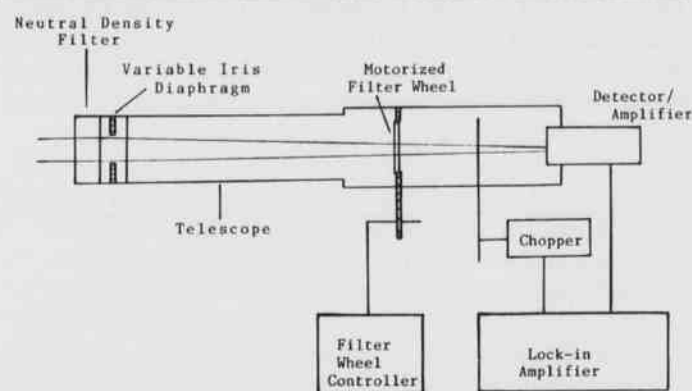 Neutral Density
Filter
Variable Iris
Diaphragm
Motorized
Filter Wheel
Detector/
Amplifier
Telescope
Chopper
Filter
Wheel
Controller
Lock-in
Amplifier